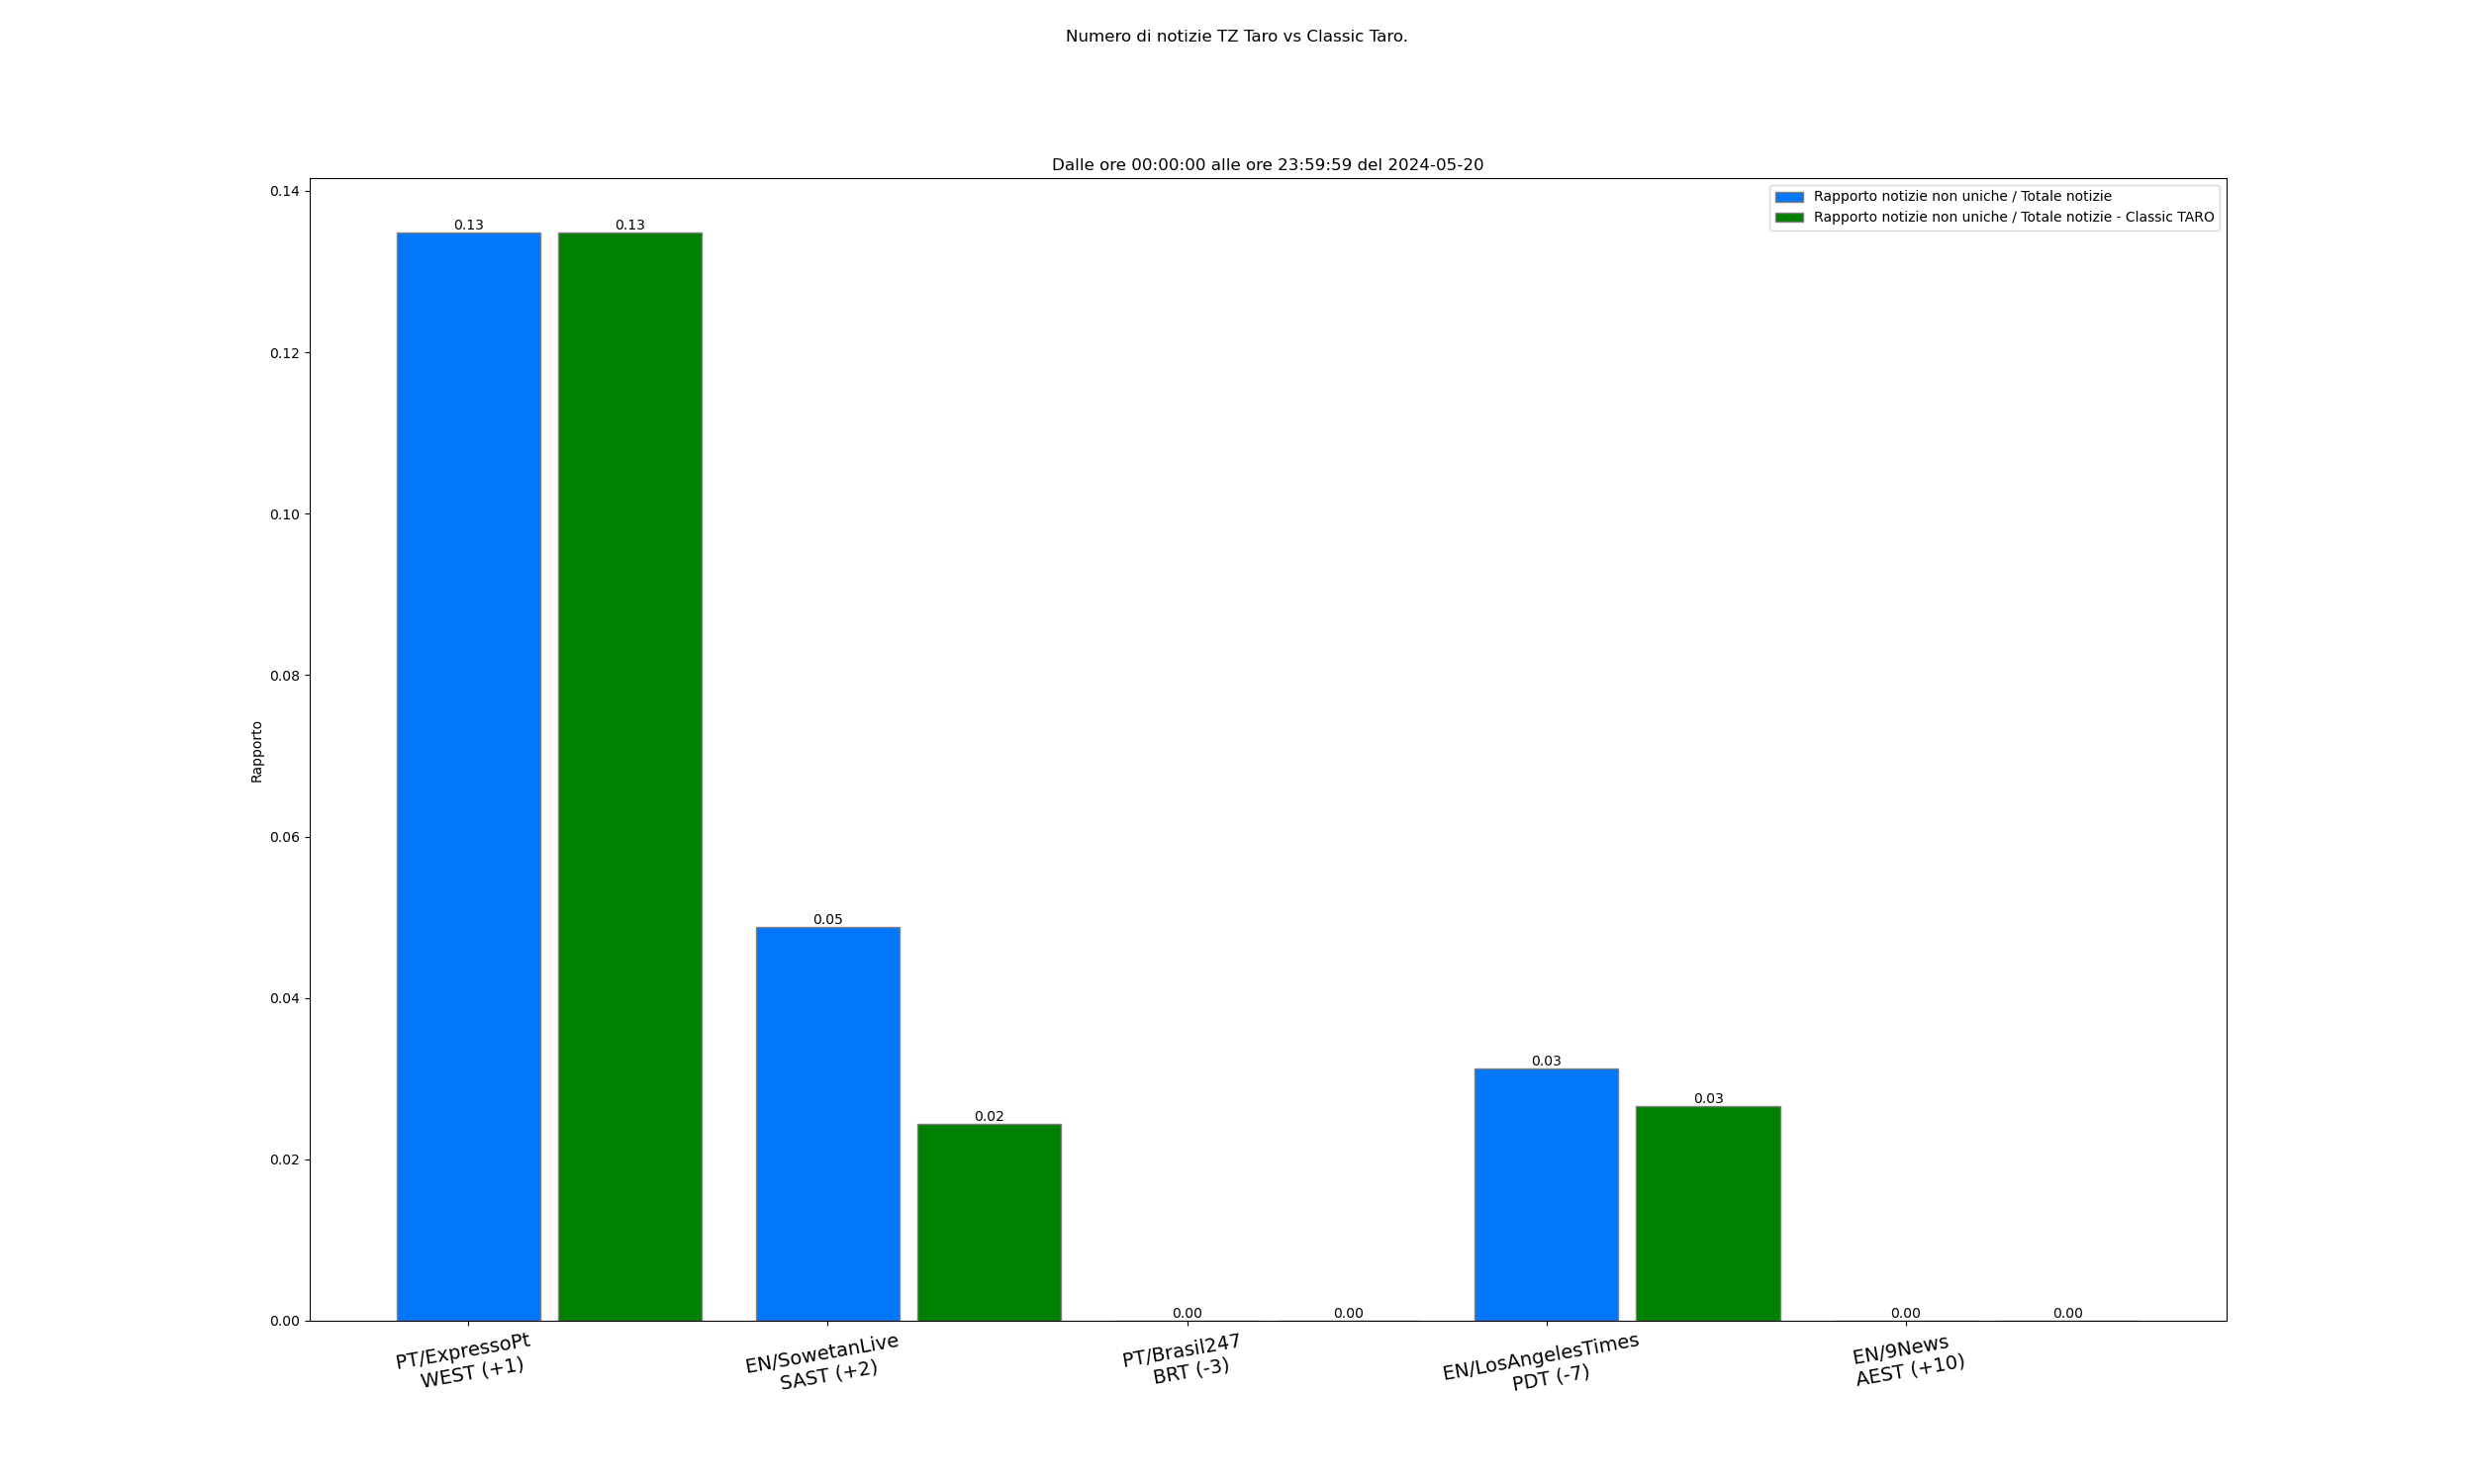 Numero di notizie TZ Taro vs Classic Taro.
Dalle ore 00:00:00 alle ore 23:59:59 del 2024-05-20
Rapporto notizie non uniche / Totale notizie
Rapporto notizie non uniche / Totale notizie - Classic TARO
Rapporto
0.14
0.12
0.10
0.08
0.06
0.04
0.02
0.00
0.13
0.13
0.05
0.02
0.00
0.00
0.03
0.03
0.00
0.00
PT/ExpressoPt
WEST (+1)
EN/SowetanLive
SAST (+2)
PT/Brasil247
BRT (-3)
EN/LosAngelesTimes
PDT (-7)
EN/9News
AEST (+10)